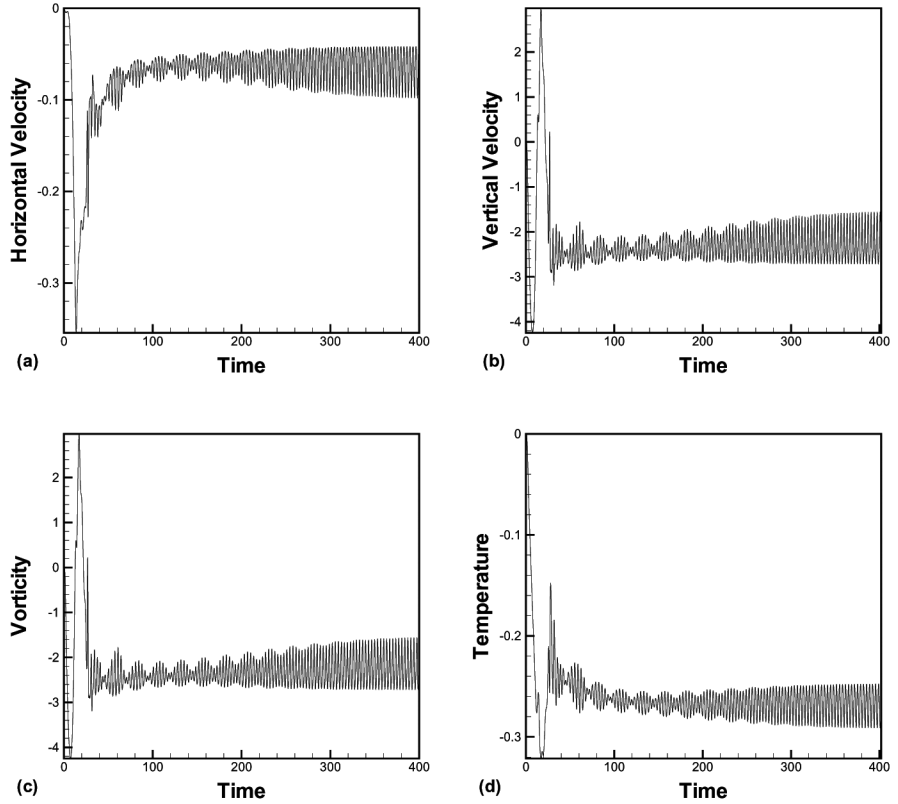 0
-0.1
-0.2
-0.3
Horizontal Velocity
0 100 200 300 400
(a) Time
2
1
0
-1
-2
-3
-4
Vertical Velocity
0 100 200 300 400
(b) Time
2
1
0
-1
-2
-3
-4
Vorticity
0 100 200 300 400
(c) Time
0
-0.1
-0.2
-0.3
Temperature
0 100 200 300 400
(d) Time